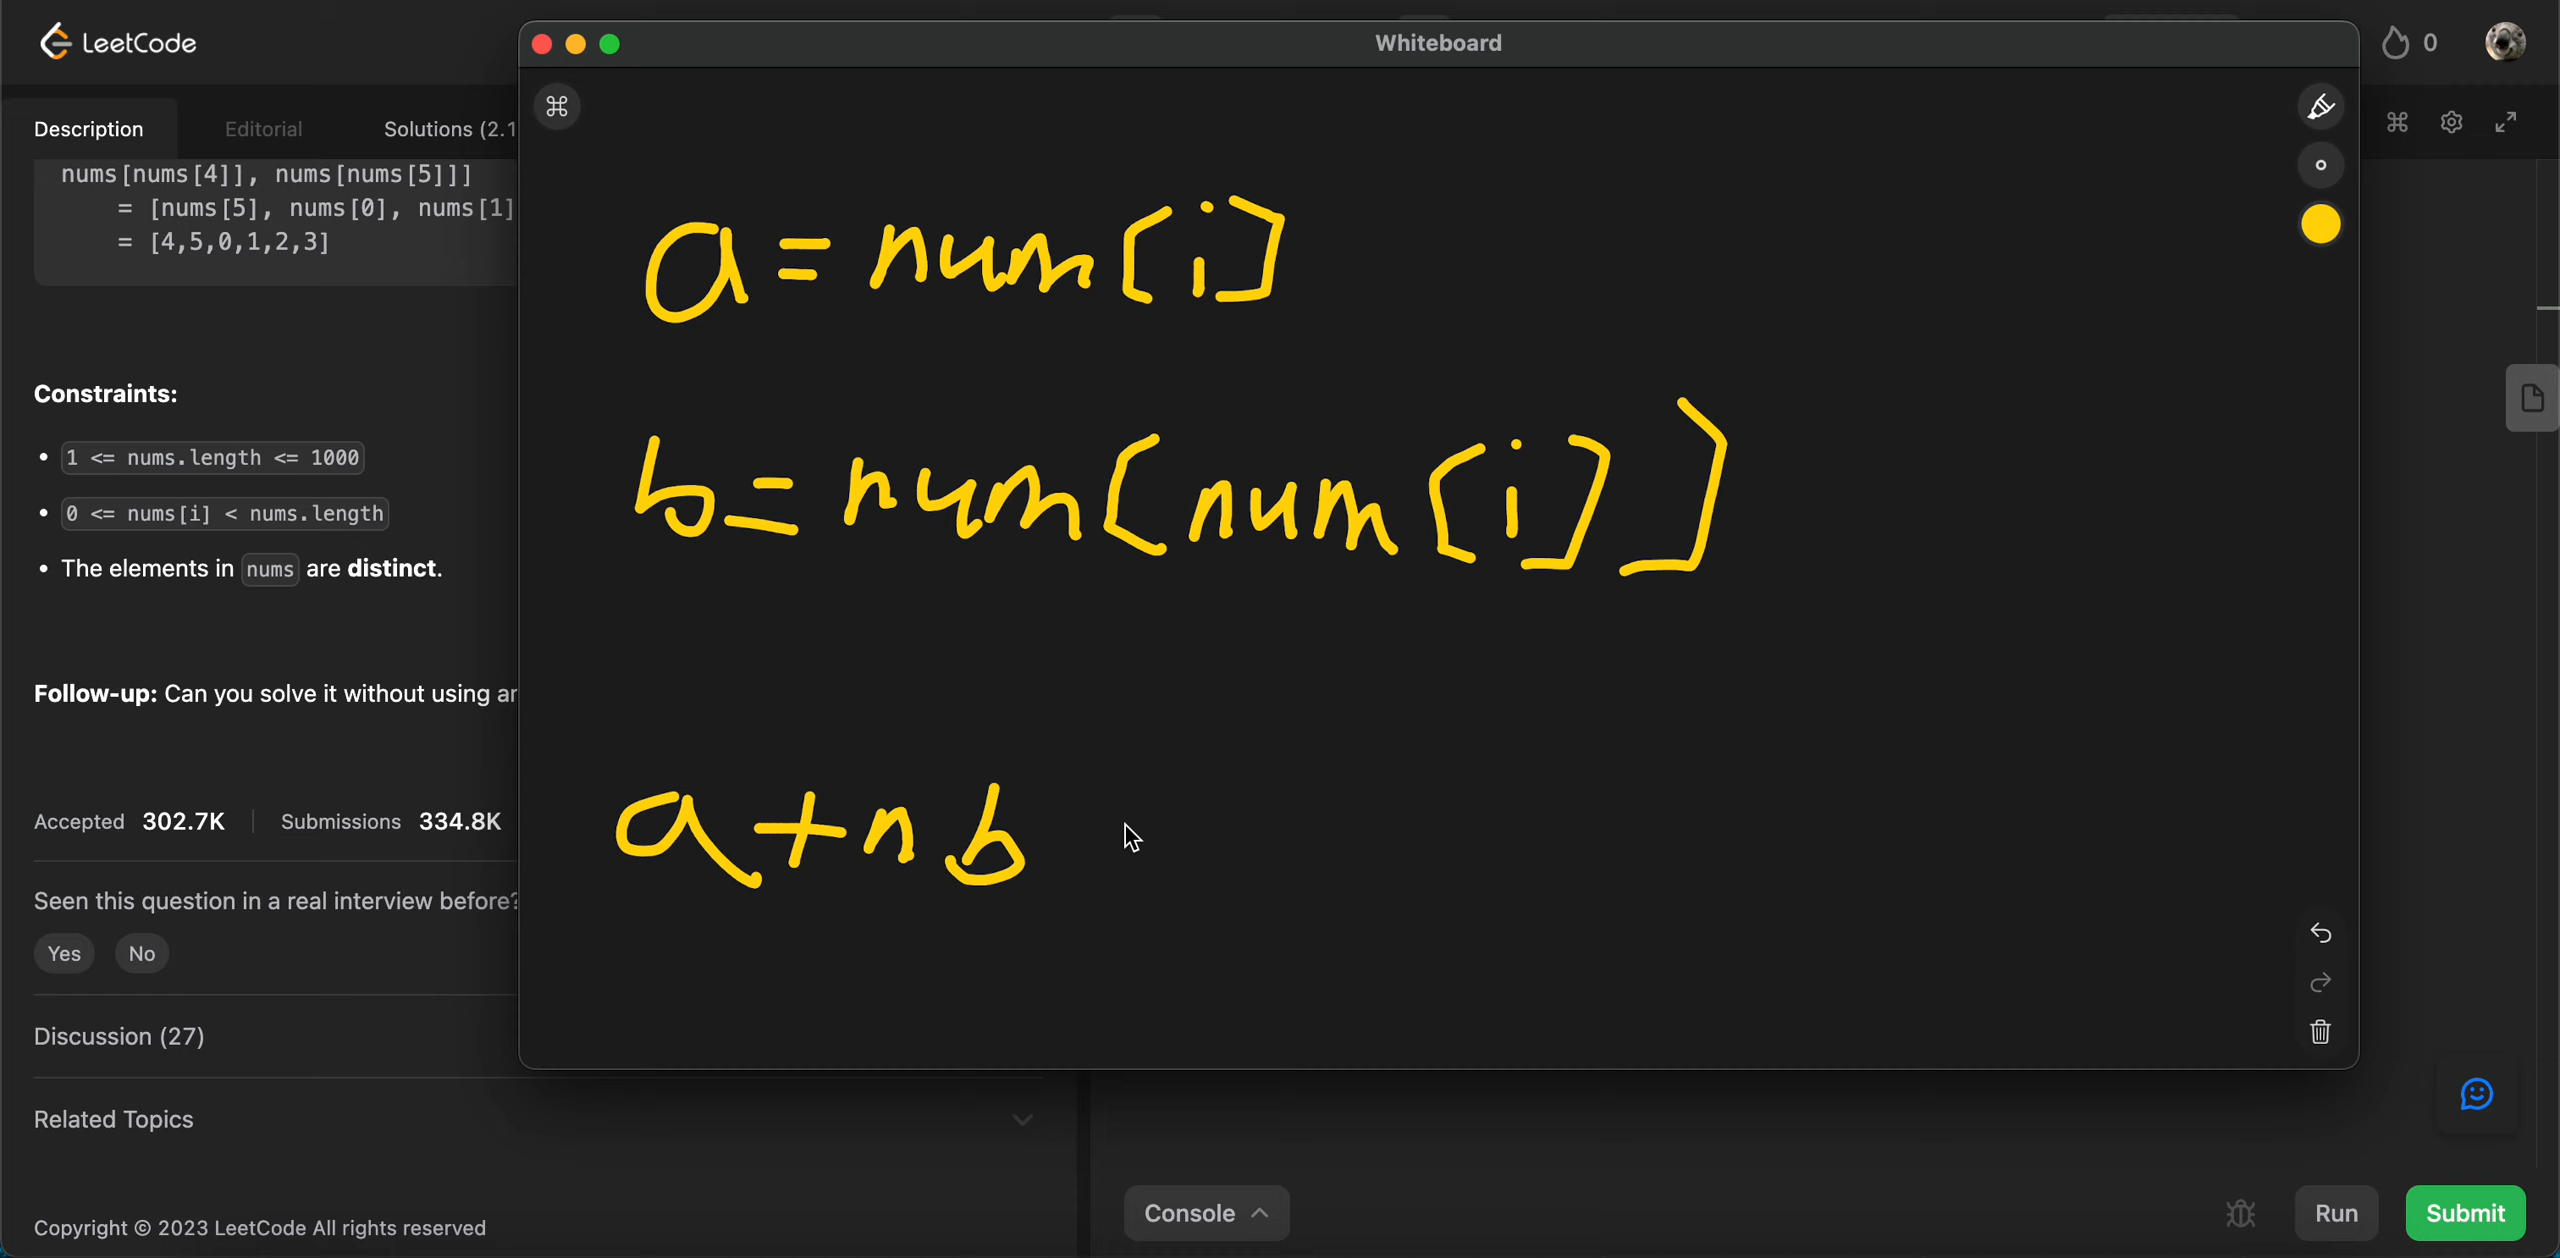 LeetCode
Whiteboard
0
Description
Editorial
Solutions (2.1
nums[nums[4]], nums[nums[5]]]
= [nums[5], nums[0], nums[1]
= [4,5,0,1,2,3]
Constraints:
• 1 <= nums.length <= 1000
• 0 <= nums[i] < nums.length
• The elements in nums are distinct.
Follow-up: Can you solve it without using an
Accepted 302.7K
Submissions 334.8K
Seen this question in a real interview before?
Yes
No
Discussion (27)
Related Topics
Copyright © 2023 LeetCode All rights reserved
a = num[i]
b = num[num[i]]
a + n b
Console
Run
Submit